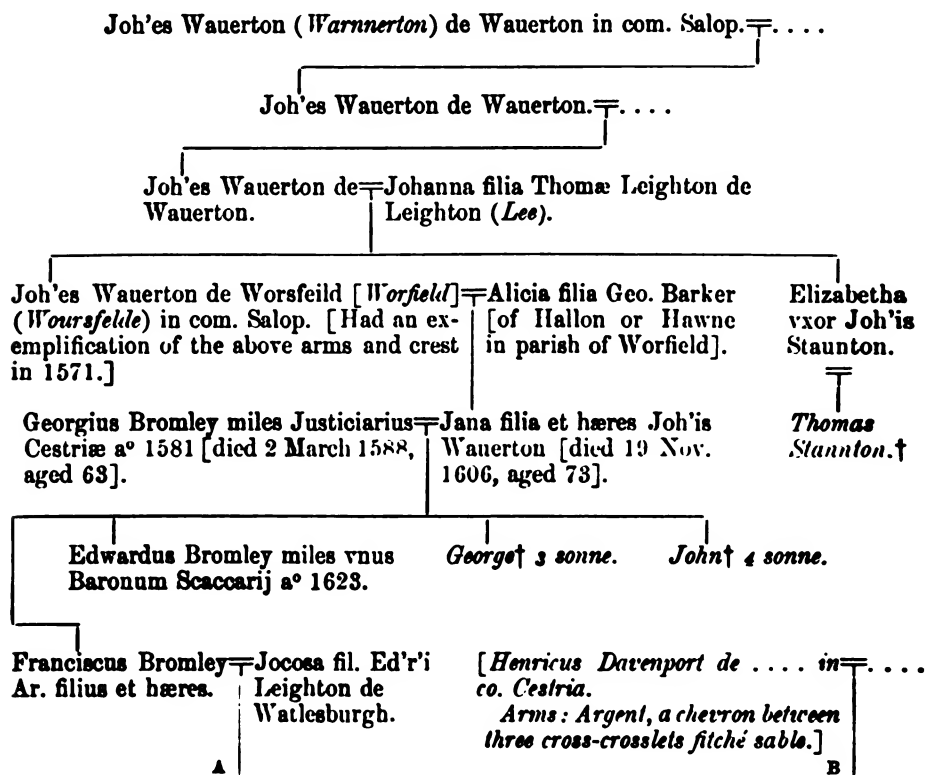 Joh'es Wauerton (Warnnerton) de Wauerton in com. Salop.╤. . . .
Joh'es Wauerton de Wauerton.╤. . . .
Joh'es Wauerton de╤Johanna filia Thomæ Leighton de
Wauerton. Leighton (Lee).
Joh'es Wauerton de Worsfeild [Worfield]╤Alicia filia Geo. Barker
(Woursfelde) in com. Salop. [Had an ex-
emplification of the above arms and crest
in 1571.]
[of Hallon or Hawne
in parish of Worfield].
Elizabetha
vxor Joh'is
Staunton.
╤
Thomas
Stannton.†
Georgius Bromley miles Justiciarius╤Jana filia et hæres Joh'is
Cestriæ aº 1581 [died 2 March 1588,
aged 63].
Wauerton [died 19 Nov.
1606, aged 73].
Edwardus Bromley miles vnus
Baronum Scaccarij aº 1623.
George† 3 sonne.
John† 4 sonne.
Franciscus Bromley╤Jocosa fil. Ed'r'i
Ar. filius et hæres.
Leighton de
Watlesburgh.
A
[Henricus Davenport de . . . . in╤. . . .
co. Cestria.
Arms: Argent, a chevron between
three cross-crosslets fitché sable.]
B